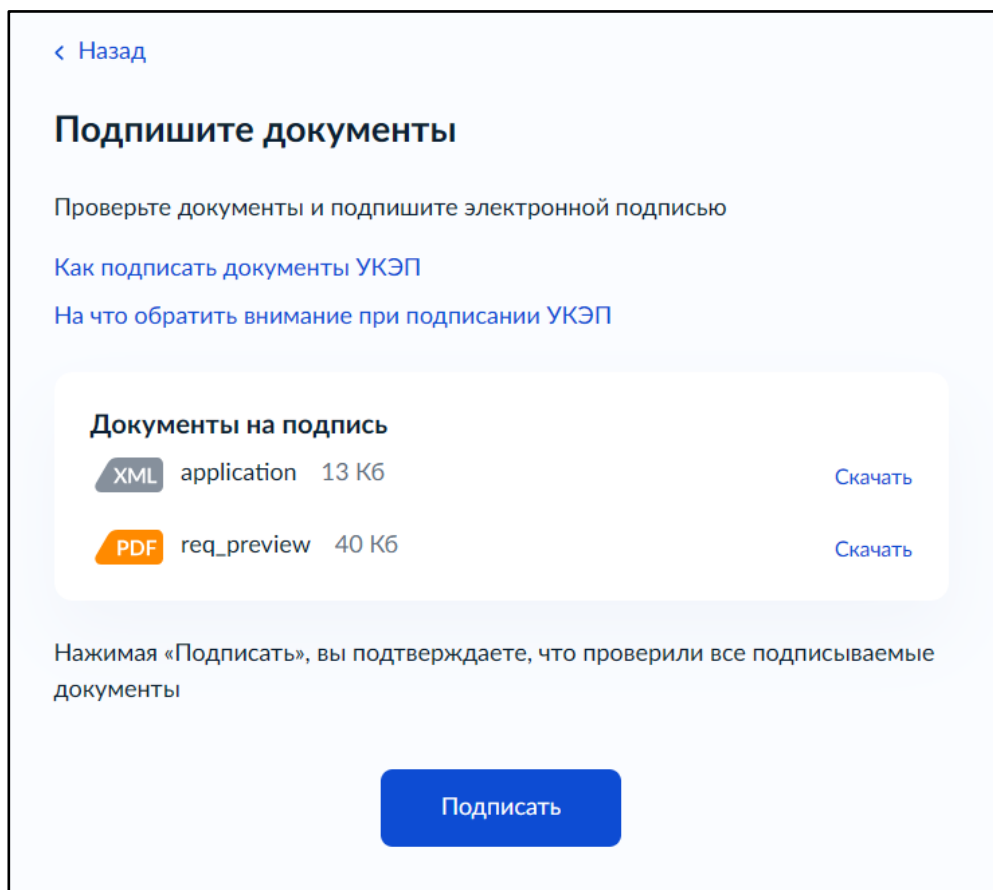 ‹ Назад
Подпишите документы
Проверьте документы и подпишите электронной подписью
Как подписать документы УКЭП
На что обратить внимание при подписании УКЭП
Документы на подпись
XML application 13 Кб Скачать
PDF req_preview 40 Кб Скачать
Нажимая «Подписать», вы подтверждаете, что проверили все подписываемые
документы
Подписать